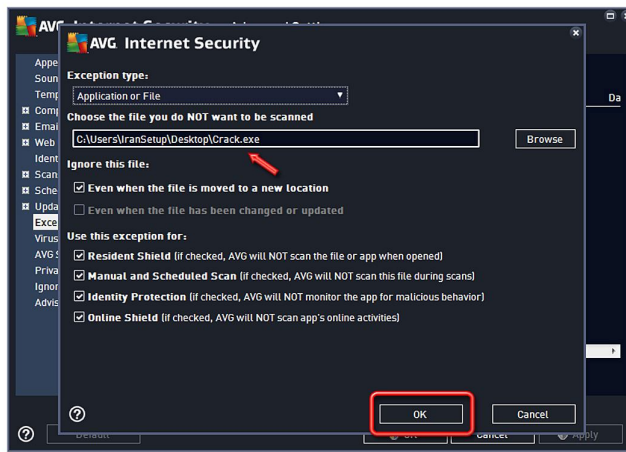 AVG Internet Security
Exception type:
Application or File
Choose the file you do NOT want to be scanned
C:\Users\IranSetup\Desktop\Crack.exe
Browse
Ignore this file:
Even when the file is moved to a new location
Even when the file has been changed or updated
Use this exception for:
Resident Shield (if checked, AVG will NOT scan the file or app when opened)
Manual and Scheduled Scan (if checked, AVG will NOT scan this file during scans)
Identity Protection (if checked, AVG will NOT monitor the app for malicious behavior)
Online Shield (if checked, AVG will NOT scan app's online activities)
OK
Cancel
AV
Appe
Soun
Temp
Comp
Emai
Web
Ident
Scan
Sche
Upda
Exce
Virus
AVG S
Priva
Ignor
Advis
Da
Default
Cancel
Apply